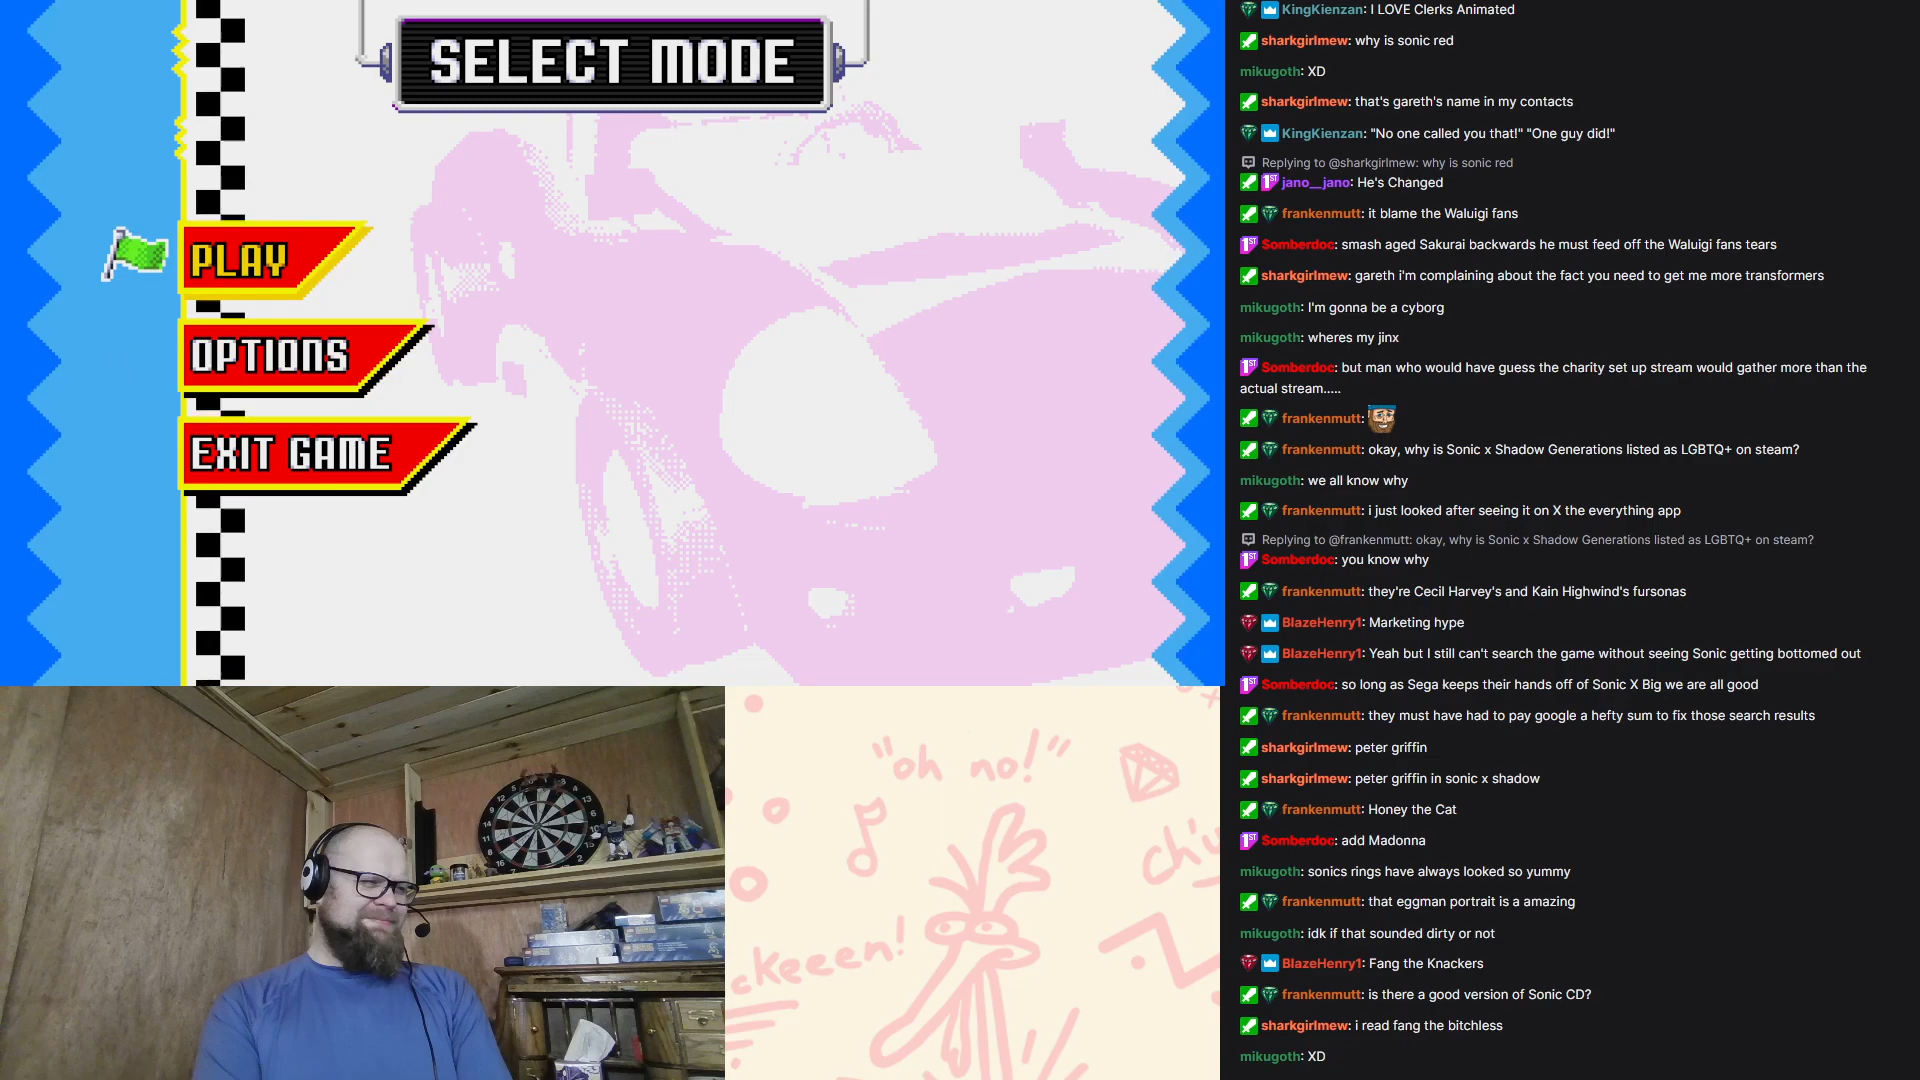 SELECT MODE
PLAY
OPTIONS
EXIT GAME
"oh no!"
ckeeen!
KingKienzan: I LOVE Clerks Animated
sharkgirlmew: why is sonic red
mikugoth: XD
sharkgirlmew: that's gareth's name in my contacts
KingKienzan: "No one called you that!" "One guy did!"
Replying to @sharkgirlmew: why is sonic red
jano__jano: He's Changed
frankenmutt: it blame the Waluigi fans
Somberdoc: smash aged Sakurai backwards he must feed off the Waluigi fans tears
sharkgirlmew: gareth i'm complaining about the fact you need to get me more transformers
mikugoth: I'm gonna be a cyborg
mikugoth: wheres my jinx
Somberdoc: but man who would have guess the charity set up stream would gather more than the
actual stream.....
frankenmutt:
frankenmutt: okay, why is Sonic x Shadow Generations listed as LGBTQ+ on steam?
mikugoth: we all know why
frankenmutt: i just looked after seeing it on X the everything app
Replying to @frankenmutt: okay, why is Sonic x Shadow Generations listed as LGBTQ+ on steam?
Somberdoc: you know why
frankenmutt: they're Cecil Harvey's and Kain Highwind's fursonas
BlazeHenry1: Marketing hype
BlazeHenry1: Yeah but I still can't search the game without seeing Sonic getting bottomed out
Somberdoc: so long as Sega keeps their hands off of Sonic X Big we are all good
frankenmutt: they must have had to pay google a hefty sum to fix those search results
sharkgirlmew: peter griffin
sharkgirlmew: peter griffin in sonic x shadow
frankenmutt: Honey the Cat
Somberdoc: add Madonna
mikugoth: sonics rings have always looked so yummy
frankenmutt: that eggman portrait is a amazing
mikugoth: idk if that sounded dirty or not
BlazeHenry1: Fang the Knackers
frankenmutt: is there a good version of Sonic CD?
sharkgirlmew: i read fang the bitchless
mikugoth: XD